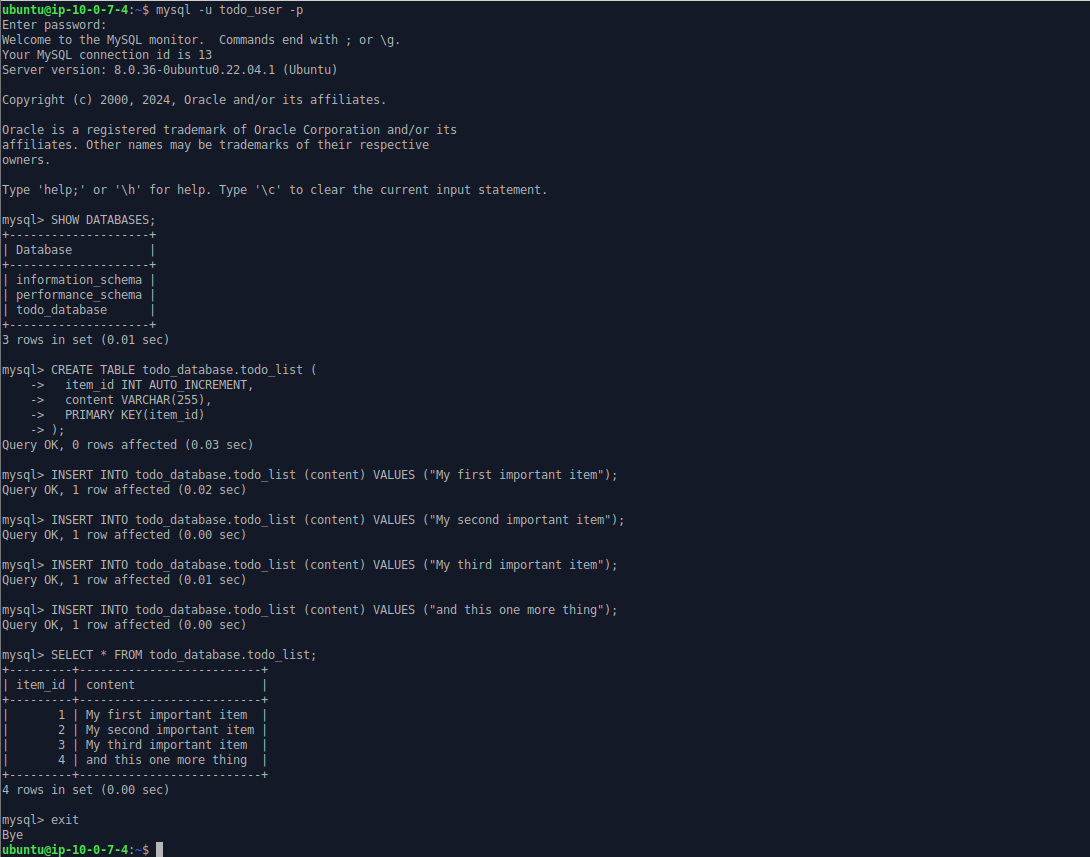 ubuntu@ip-10-0-7-4:~$ mysql -u todo_user -p
Enter password:
Welcome to the MySQL monitor.  Commands end with ; or \g.
Your MySQL connection id is 13
Server version: 8.0.36-0ubuntu0.22.04.1 (Ubuntu)

Copyright (c) 2000, 2024, Oracle and/or its affiliates.

Oracle is a registered trademark of Oracle Corporation and/or its
affiliates. Other names may be trademarks of their respective
owners.

Type 'help;' or '\h' for help. Type '\c' to clear the current input statement.

mysql> SHOW DATABASES;
+--------------------+
| Database           |
+--------------------+
| information_schema |
| performance_schema |
| todo_database      |
+--------------------+
3 rows in set (0.01 sec)

mysql> CREATE TABLE todo_database.todo_list (
    ->   item_id INT AUTO_INCREMENT,
    ->   content VARCHAR(255),
    ->   PRIMARY KEY(item_id)
    -> );
Query OK, 0 rows affected (0.03 sec)

mysql> INSERT INTO todo_database.todo_list (content) VALUES ("My first important item");
Query OK, 1 row affected (0.02 sec)

mysql> INSERT INTO todo_database.todo_list (content) VALUES ("My second important item");
Query OK, 1 row affected (0.00 sec)

mysql> INSERT INTO todo_database.todo_list (content) VALUES ("My third important item");
Query OK, 1 row affected (0.01 sec)

mysql> INSERT INTO todo_database.todo_list (content) VALUES ("and this one more thing");
Query OK, 1 row affected (0.00 sec)

mysql> SELECT * FROM todo_database.todo_list;
+---------+--------------------------+
| item_id | content                  |
+---------+--------------------------+
|       1 | My first important item  |
|       2 | My second important item |
|       3 | My third important item  |
|       4 | and this one more thing  |
+---------+--------------------------+
4 rows in set (0.00 sec)

mysql> exit
Bye
ubuntu@ip-10-0-7-4:~$